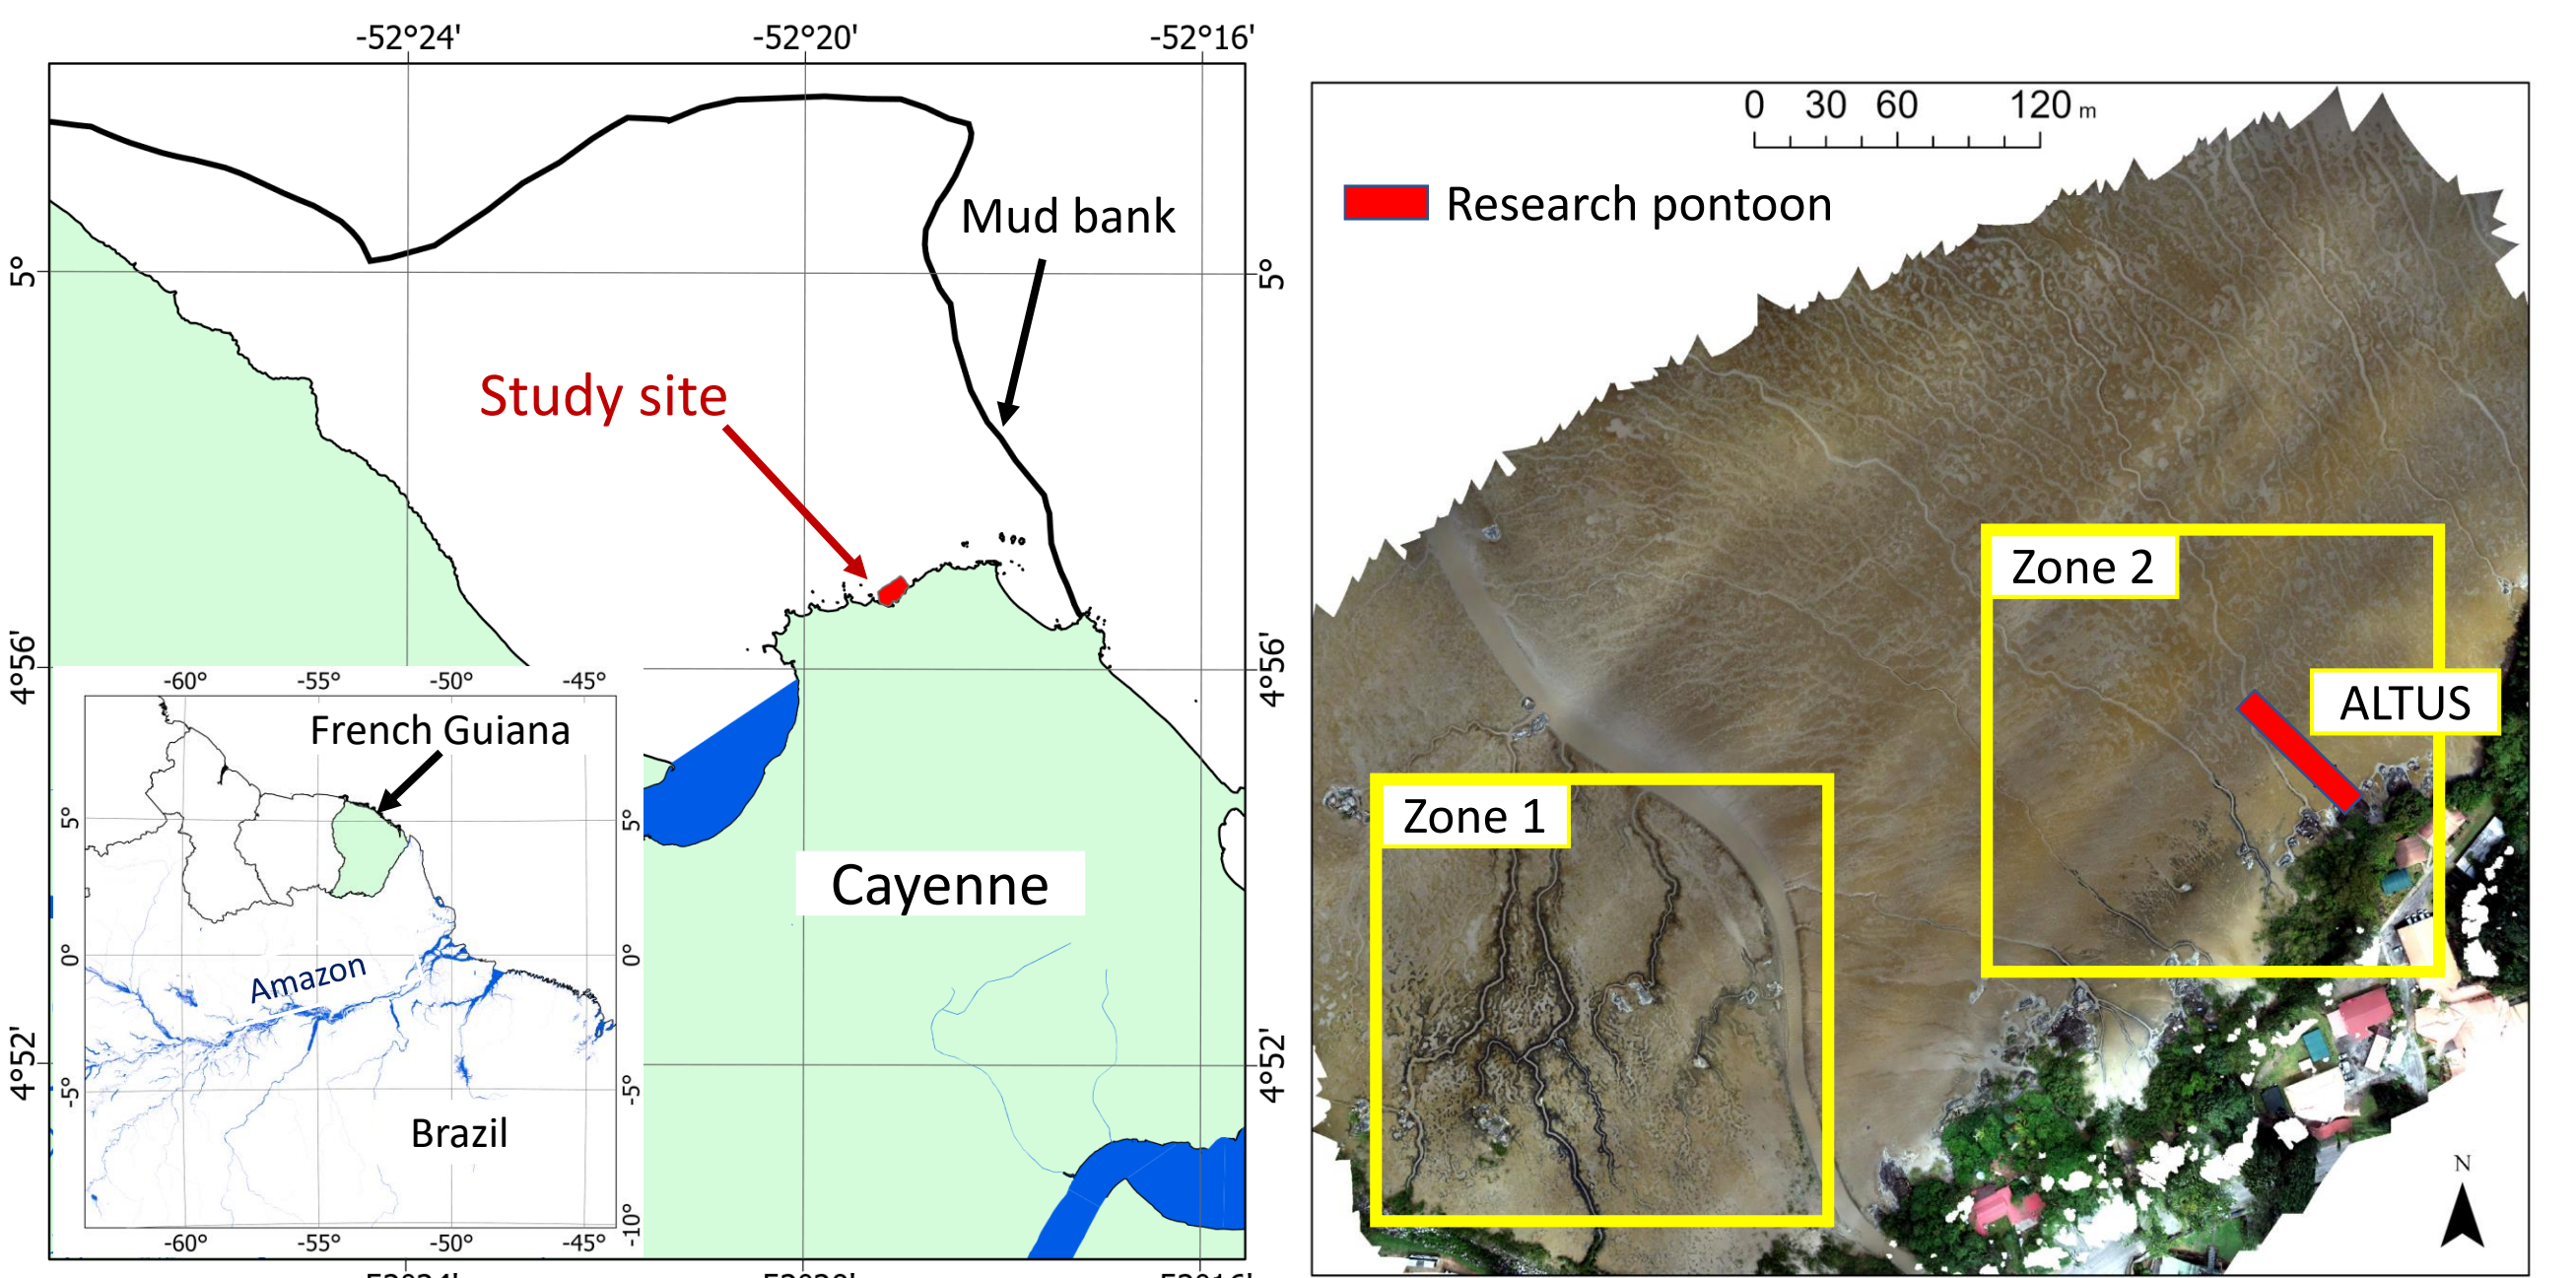 -52°24' -52°20' -52°16'
5°
5°
Mud bank
Study site
4°56'
4°56'
-60° -55° -50° -45°
French Guiana
5°
5°
Cayenne
0°
0°
Amazon
4°52'
4°52'
-5°
-5°
Brazil
-10°
-60° -55° -50° -45°
0 30 60 120 m
Research pontoon
Zone 2
ALTUS
Zone 1
N